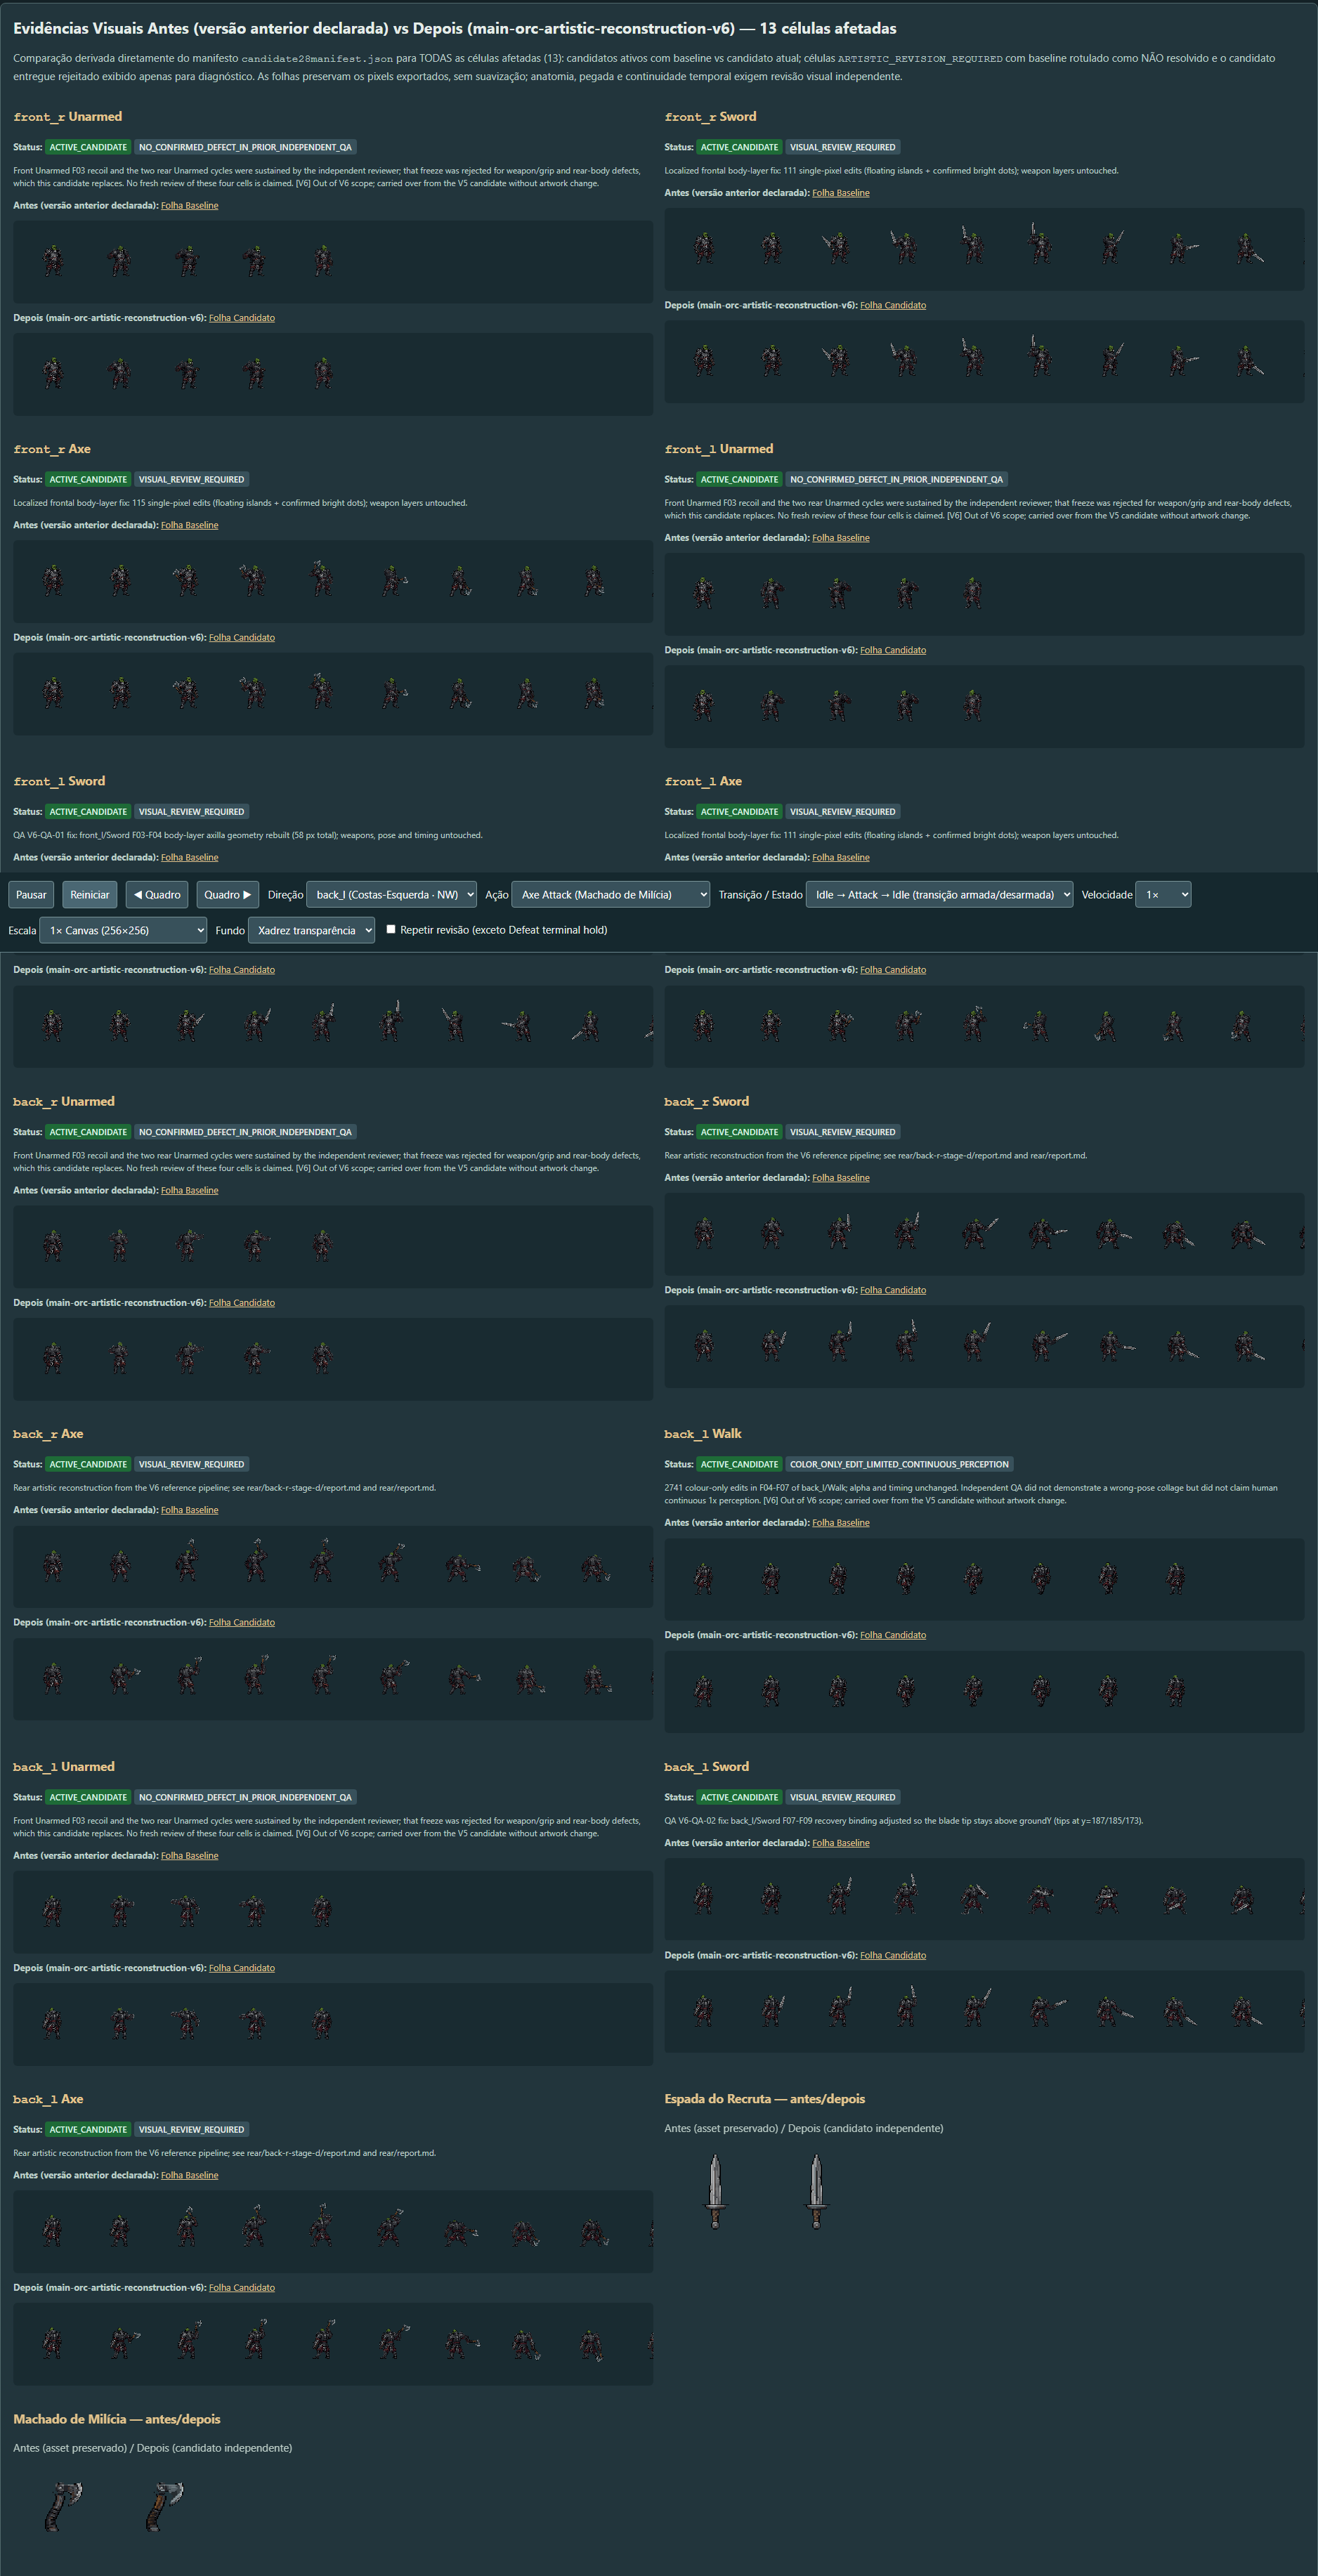 Evidências Visuais Antes (versão anterior declarada) vs Depois (main-orc-artistic-reconstruction-v6) — 13 células afetadas
Comparação derivada diretamente do manifesto candidate28manifest.json para TODAS as células afetadas (13): candidatos ativos com baseline vs candidato atual; células ARTISTIC_REVISION_REQUIRED com baseline rotulado como NÃO resolvido e o candidato
entregue rejeitado exibido apenas para diagnóstico. As folhas preservam os pixels exportados, sem suavização; anatomia, pegada e continuidade temporal exigem revisão visual independente.
front_r Unarmed
Status: ACTIVE_CANDIDATE NO_CONFIRMED_DEFECT_IN_PRIOR_INDEPENDENT_QA
Front Unarmed F03 recoil and the two rear Unarmed cycles were sustained by the independent reviewer; that freeze was rejected for weapon/grip and rear-body defects,
which this candidate replaces. No fresh review of these four cells is claimed. [V6] Out of V6 scope; carried over from the V5 candidate without artwork change.
Antes (versão anterior declarada): Folha Baseline
Depois (main-orc-artistic-reconstruction-v6): Folha Candidato
front_r Sword
Status: ACTIVE_CANDIDATE VISUAL_REVIEW_REQUIRED
Localized frontal body-layer fix: 111 single-pixel edits (floating islands + confirmed bright dots); weapon layers untouched.
Antes (versão anterior declarada): Folha Baseline
Depois (main-orc-artistic-reconstruction-v6): Folha Candidato
front_r Axe
Status: ACTIVE_CANDIDATE VISUAL_REVIEW_REQUIRED
Localized frontal body-layer fix: 115 single-pixel edits (floating islands + confirmed bright dots); weapon layers untouched.
Antes (versão anterior declarada): Folha Baseline
Depois (main-orc-artistic-reconstruction-v6): Folha Candidato
front_l Unarmed
Status: ACTIVE_CANDIDATE NO_CONFIRMED_DEFECT_IN_PRIOR_INDEPENDENT_QA
Front Unarmed F03 recoil and the two rear Unarmed cycles were sustained by the independent reviewer; that freeze was rejected for weapon/grip and rear-body defects,
which this candidate replaces. No fresh review of these four cells is claimed. [V6] Out of V6 scope; carried over from the V5 candidate without artwork change.
Antes (versão anterior declarada): Folha Baseline
Depois (main-orc-artistic-reconstruction-v6): Folha Candidato
front_l Sword
Status: ACTIVE_CANDIDATE VISUAL_REVIEW_REQUIRED
QA V6-QA-01 fix: front_l/Sword F03-F04 body-layer axilla geometry rebuilt (58 px total); weapons, pose and timing untouched.
Antes (versão anterior declarada): Folha Baseline
front_l Axe
Status: ACTIVE_CANDIDATE VISUAL_REVIEW_REQUIRED
Localized frontal body-layer fix: 111 single-pixel edits (floating islands + confirmed bright dots); weapon layers untouched.
Antes (versão anterior declarada): Folha Baseline
Pausar Reiniciar ◀ Quadro Quadro ▶ Direção back_l (Costas-Esquerda · NW) Ação Axe Attack (Machado de Milícia) Transição / Estado Idle → Attack → Idle (transição armada/desarmada) Velocidade 1×
Escala 1× Canvas (256×256) Fundo Xadrez transparência Repetir revisão (exceto Defeat terminal hold)
Depois (main-orc-artistic-reconstruction-v6): Folha Candidato
Depois (main-orc-artistic-reconstruction-v6): Folha Candidato
back_r Unarmed
Status: ACTIVE_CANDIDATE NO_CONFIRMED_DEFECT_IN_PRIOR_INDEPENDENT_QA
Front Unarmed F03 recoil and the two rear Unarmed cycles were sustained by the independent reviewer; that freeze was rejected for weapon/grip and rear-body defects,
which this candidate replaces. No fresh review of these four cells is claimed. [V6] Out of V6 scope; carried over from the V5 candidate without artwork change.
Antes (versão anterior declarada): Folha Baseline
Depois (main-orc-artistic-reconstruction-v6): Folha Candidato
back_r Sword
Status: ACTIVE_CANDIDATE VISUAL_REVIEW_REQUIRED
Rear artistic reconstruction from the V6 reference pipeline; see rear/back-r-stage-d/report.md and rear/report.md.
Antes (versão anterior declarada): Folha Baseline
Depois (main-orc-artistic-reconstruction-v6): Folha Candidato
back_r Axe
Status: ACTIVE_CANDIDATE VISUAL_REVIEW_REQUIRED
Rear artistic reconstruction from the V6 reference pipeline; see rear/back-r-stage-d/report.md and rear/report.md.
Antes (versão anterior declarada): Folha Baseline
Depois (main-orc-artistic-reconstruction-v6): Folha Candidato
back_l Walk
Status: ACTIVE_CANDIDATE COLOR_ONLY_EDIT_LIMITED_CONTINUOUS_PERCEPTION
2741 colour-only edits in F04-F07 of back_l/Walk; alpha and timing unchanged. Independent QA did not demonstrate a wrong-pose collage but did not claim human
continuous 1x perception. [V6] Out of V6 scope; carried over from the V5 candidate without artwork change.
Antes (versão anterior declarada): Folha Baseline
Depois (main-orc-artistic-reconstruction-v6): Folha Candidato
back_l Unarmed
Status: ACTIVE_CANDIDATE NO_CONFIRMED_DEFECT_IN_PRIOR_INDEPENDENT_QA
Front Unarmed F03 recoil and the two rear Unarmed cycles were sustained by the independent reviewer; that freeze was rejected for weapon/grip and rear-body defects,
which this candidate replaces. No fresh review of these four cells is claimed. [V6] Out of V6 scope; carried over from the V5 candidate without artwork change.
Antes (versão anterior declarada): Folha Baseline
Depois (main-orc-artistic-reconstruction-v6): Folha Candidato
back_l Sword
Status: ACTIVE_CANDIDATE VISUAL_REVIEW_REQUIRED
QA V6-QA-02 fix: back_l/Sword F07-F09 recovery binding adjusted so the blade tip stays above groundY (tips at y=187/185/173).
Antes (versão anterior declarada): Folha Baseline
Depois (main-orc-artistic-reconstruction-v6): Folha Candidato
back_l Axe
Status: ACTIVE_CANDIDATE VISUAL_REVIEW_REQUIRED
Rear artistic reconstruction from the V6 reference pipeline; see rear/back-r-stage-d/report.md and rear/report.md.
Antes (versão anterior declarada): Folha Baseline
Depois (main-orc-artistic-reconstruction-v6): Folha Candidato
Espada do Recruta — antes/depois
Antes (asset preservado) / Depois (candidato independente)
Machado de Milícia — antes/depois
Antes (asset preservado) / Depois (candidato independente)